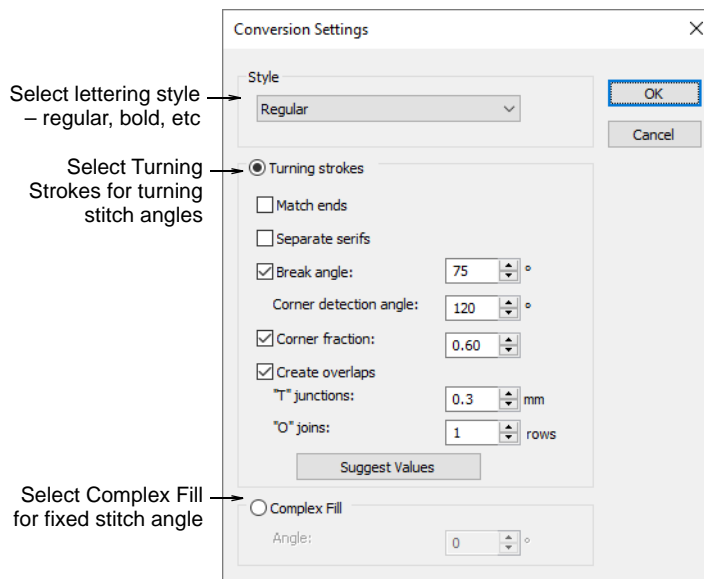 Conversion Settings
Style
Select lettering style
– regular, bold, etc
Regular
OK
Cancel
Select Turning
Strokes for turning
stitch angles
Turning strokes
Match ends
Separate serifs
Break angle: 75 °
Corner detection angle: 120 °
Corner fraction: 0.60
Create overlaps
"T" junctions: 0.3 mm
"O" joins: 1 rows
Suggest Values
Select Complex Fill
for fixed stitch angle
Complex Fill
Angle: 0 °